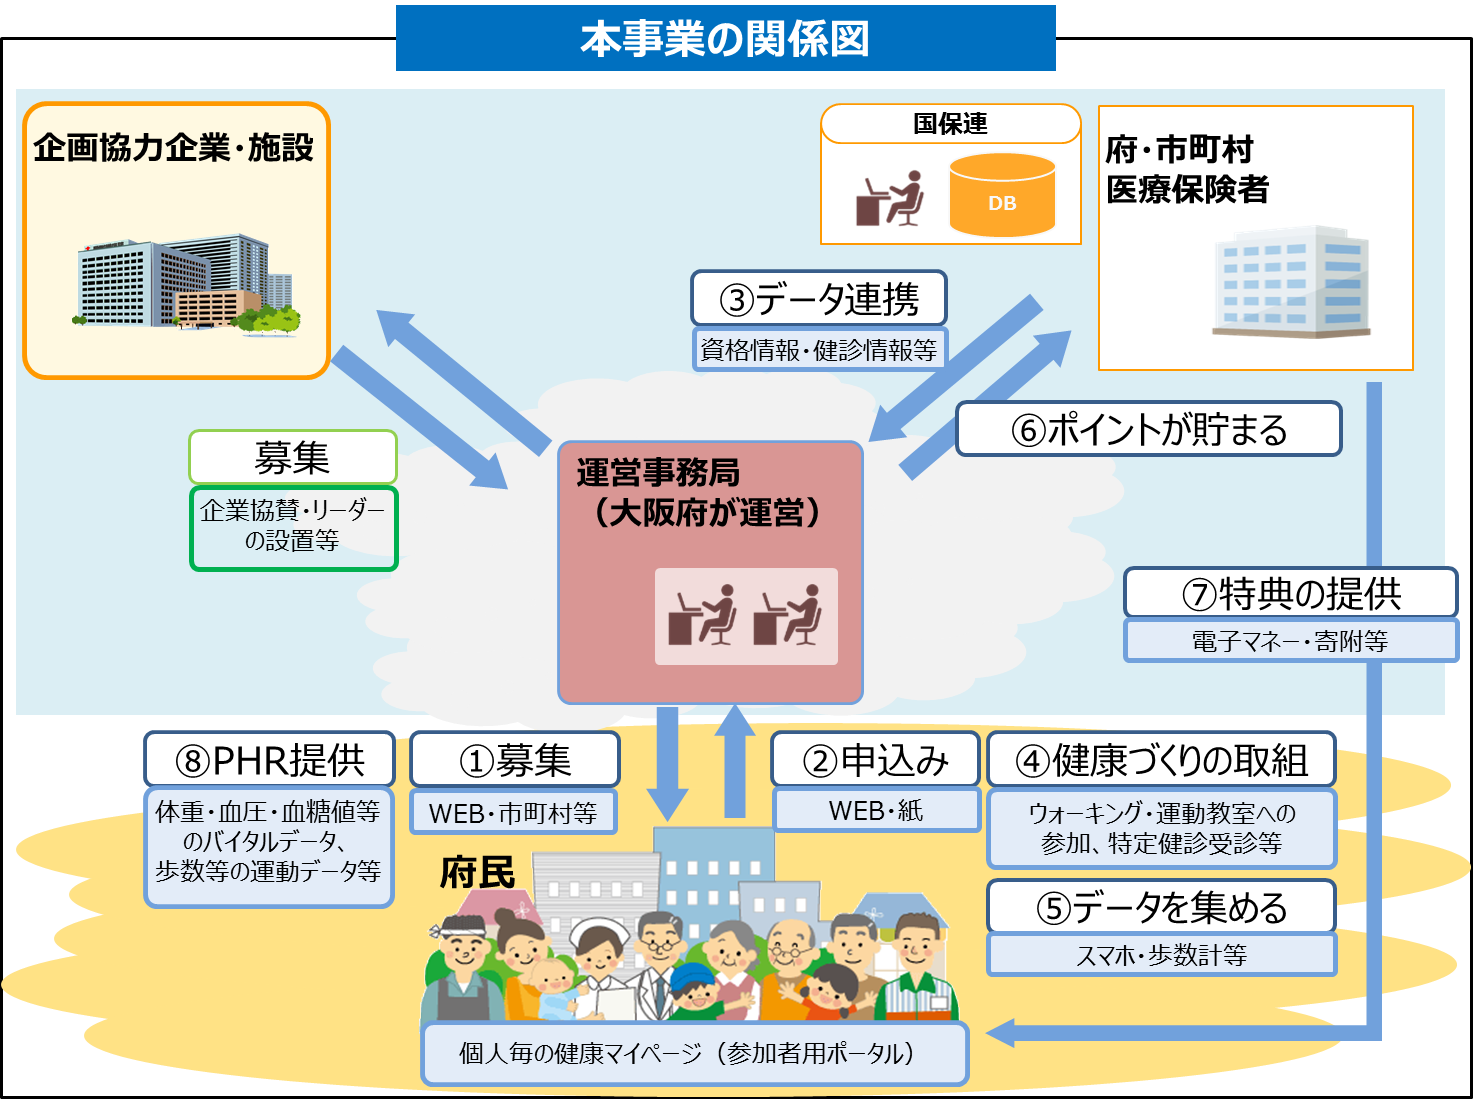 本事業の関係図
企画協力企業・施設
国保連
DB
府・市町村
医療保険者
③データ連携
資格情報・健診情報等
⑥ポイントが貯まる
募集
企業協賛・リーダー
の設置等
運営事務局
（大阪府が運営）
⑦特典の提供
電子マネー・寄附等
⑧PHR提供
体重・血圧・血糖値等
のバイタルデータ、
歩数等の運動データ等
①募集
WEB・市町村等
②申込み
WEB・紙
④健康づくりの取組
ウォーキング・運動教室への
参加、特定健診受診等
⑤データを集める
スマホ・歩数計等
府民
個人毎の健康マイページ（参加者用ポータル）